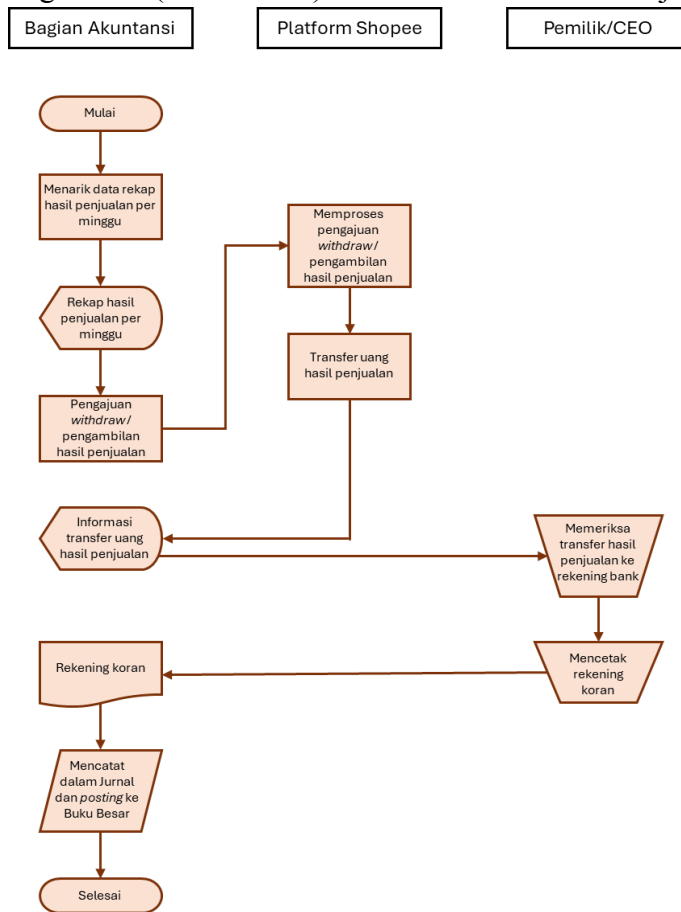 Bagian Akuntansi
Platform Shopee
Pemilik/CEO
Mulai
Menarik data rekap
hasil penjualan per
minggu
Rekap hasil
penjualan per
minggu
Pengajuan
withdraw/
pengambilan
hasil penjualan
Memproses
pengajuan
withdraw/
pengambilan
hasil penjualan
Transfer uang
hasil penjualan
Informasi
transfer uang
hasil penjualan
Memeriksa
transfer hasil
penjualan ke
rekening bank
Mencetak
rekening
koran
Rekening koran
Mencatat
dalam Jurnal
dan posting ke
Buku Besar
Selesai